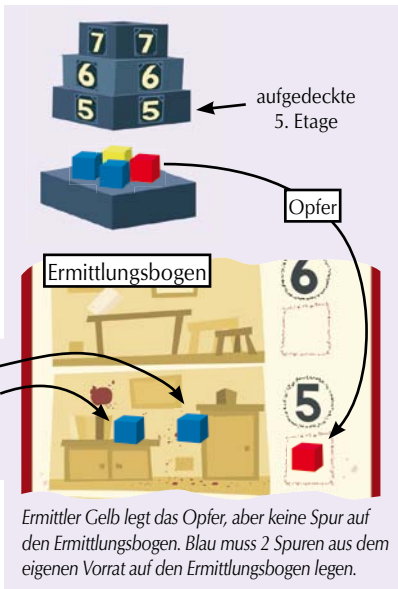 7 7
6 6
5 5
aufgedeckte
5. Etage
Opfer
Ermittlungsbogen
6
5
Ermittler Gelb legt das Opfer, aber keine Spur auf
den Ermittlungsbogen. Blau muss 2 Spuren aus dem
eigenen Vorrat auf den Ermittlungsbogen legen.